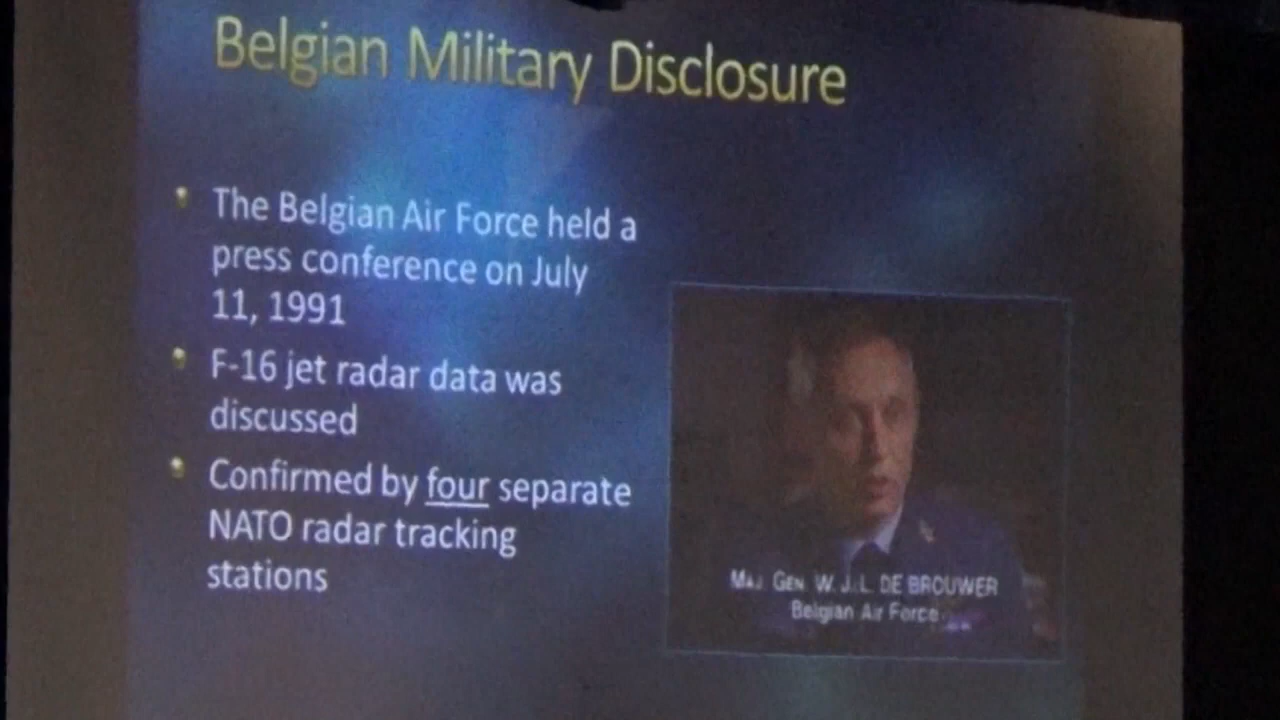 Belgian Military Disclosure
The Belgian Air Force held a
press conference on July
11, 1991
F-16 jet radar data was
discussed
Confirmed by four separate
NATO radar tracking
stations
MAJ GEN W. J. L. DE BROUWER
Belgian Air Force